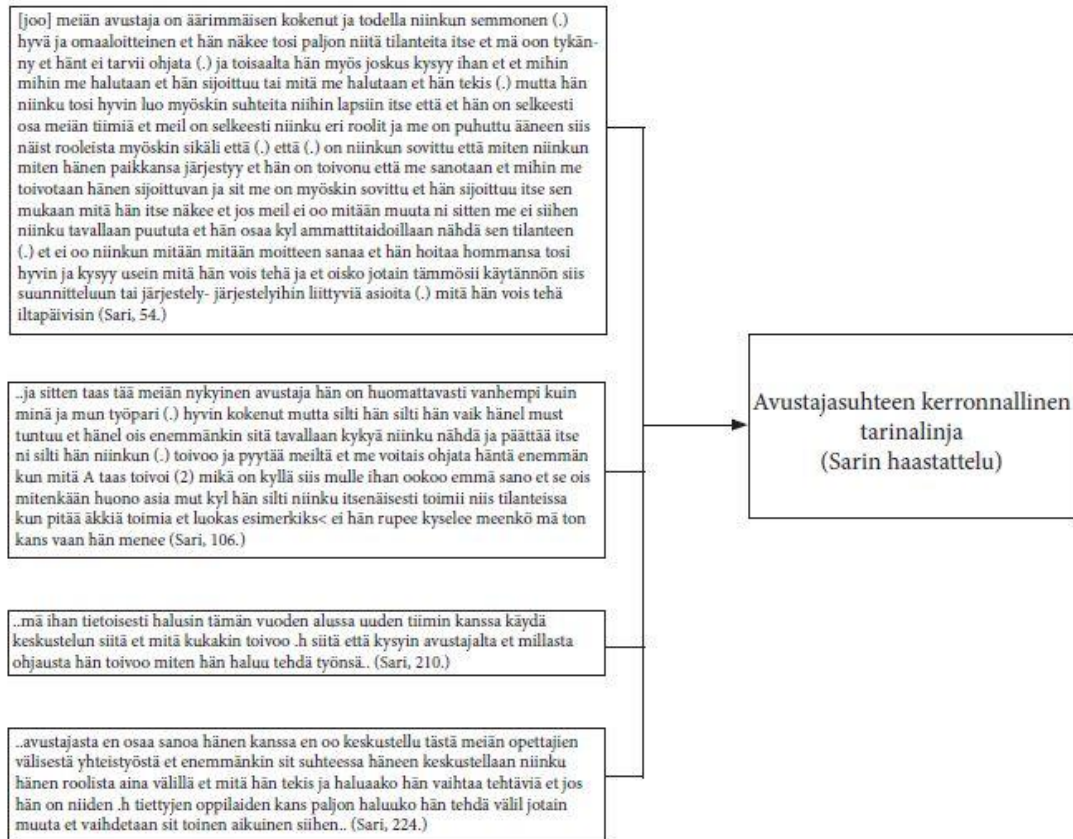 [joo] meiän avustaja on äärimmäisen kokenut ja todella niinkun semmonen (.)
hyvä ja omaaloitteinen et hän näkee tosi paljon niitä tilanteita itse et mä oon tykän-
ny et hänt ei tarvii ohjata (.) ja toisaalta hän myös joskus kysyy ihan et et mihin
mihin me halutaan et hän sijoittuu tai mitä me halutaan et hän tekis (.) mutta hän
niinku tosi hyvin luo myöskin suhteita niihin lapsiin itse että et hän on selkeesti
osa meiän tiimiä et meil on selkeesti niinku eri roolit ja me on puhuttu ääneen siis
näist rooleista myöskin sikäli että (.) että (.) on niinkun sovittu että miten niinkun
miten hänen paikkansa järjestyy et hän on toivonu että me sanotaan et mihin me
toivotaan hänen sijoittuvan ja sit me on myöskin sovittu et hän sijoittuu itse sen
mukaan mitä hän itse näkee et jos meil ei oo mitään muuta ni sitten me ei siihen
niinku tavallaan puututa et hän osaa kyl ammattitaidoillaan nähdä sen tilanteen
(.) et ei oo niinkun mitään mitään moitteen sanaa et hän hoitaa hommansa tosi
hyvin ja kysyy usein mitä hän vois tehä ja et oisko jotain tämmösii käytännön siis
suunnitteluun tai järjestely- järjestelyihin liittyviä asioita (.) mitä hän vois tehä
iltapäivisin (Sari, 54.)
..ja sitten taas tää meiän nykyinen avustaja hän on huomattavasti vanhempi kuin
minä ja mun työpari (.) hyvin kokenut mutta silti hän silti hän vaik hänel must
tuntuu et hänel ois enemmänkin sitä tavallaan kykyä niinku nähdä ja päättää itse
ni silti hän niinkun (.) toivoo ja pyytää meiltä et me voitais ohjata häntä enemmän
kun mitä A taas toivoi (2) mikä on kyllä siis mulle ihan ookoo emmä sano et se ois
mitenkään huono asia mut kyl hän silti niinku itsenäisesti toimii niis tilanteissa
kun pitää äkkiä toimia et luokas esimerkiks< ei hän rupee kyselee meenkö mä ton
kans vaan hän menee (Sari, 106.)
..mä ihan tietoisesti halusin tämän vuoden alussa uuden tiimin kanssa käydä
keskustelun siitä et mitä kukakin toivoo .h siitä että kysyin avustajalta et millasta
ohjausta hän toivoo miten hän haluu tehdä työnsä.. (Sari, 210.)
..avustajasta en osaa sanoa hänen kanssa en oo keskustellu tästä meiän opettajien
välisestä yhteistyöstä et enemmänkin sit suhteessa häneen keskustellaan niinku
hänen roolista aina välillä et mitä hän tekis ja haluaako hän vaihtaa tehtäviä et jos
hän on niiden .h tiettyjen oppilaiden kans paljon haluuko hän tehdä välil jotain
muuta et vaihdetaan sit toinen aikuinen siihen.. (Sari, 224.)
Avustajasuhteen kerronnallinen
tarinalinja
(Sarin haastattelu)